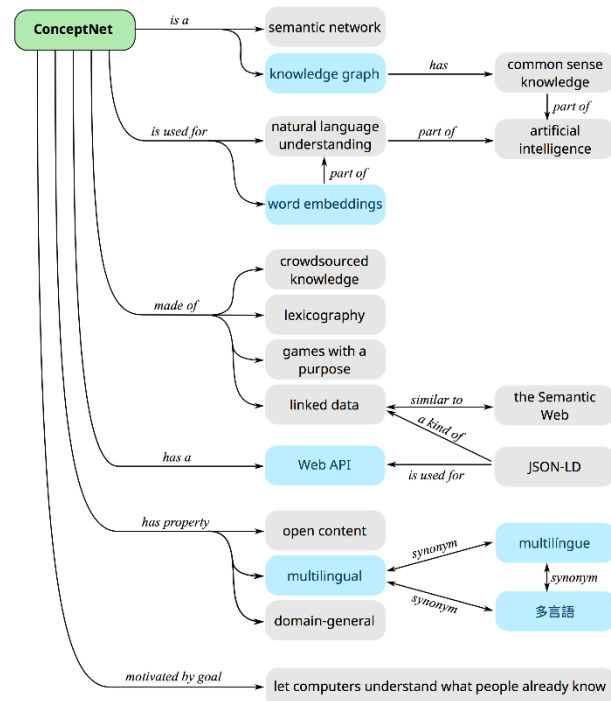 ConceptNet
is a
semantic network
knowledge graph
has
common sense
knowledge
part of
is used for
natural language
understanding
part of
artificial
intelligence
part of
word embeddings
crowdsourced
knowledge
made of
lexicography
games with a
purpose
linked data
similar to
the Semantic
Web
a kind of
has a
Web API
is used for
JSON-LD
has property
open content
multilingual
synonym
multilíngue
synonym
synonym
多言語
domain-general
motivated by goal
let computers understand what people already know